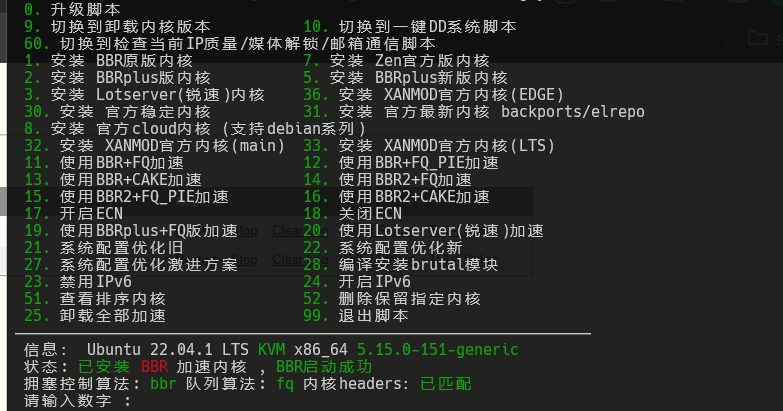 0. 升级脚本
9. 切换到卸载内核版本 10. 切换到一键DD系统脚本
60. 切换到检查当前IP质量/媒体解锁/邮箱通信脚本
1. 安装 BBR原版内核 7. 安装 Zen官方版内核
2. 安装 BBRplus版内核 5. 安装 BBRplus新版内核
3. 安装 Lotserver(锐速)内核 36. 安装 XANMOD官方内核(EDGE)
30. 安装 官方稳定内核 31. 安装 官方最新内核 backports/elrepo
8. 安装 官方cloud内核 (支持debian系列)
32. 安装 XANMOD官方内核(main) 33. 安装 XANMOD官方内核(LTS)
11. 使用BBR+FQ加速 12. 使用BBR+FQ_PIE加速
13. 使用BBR+CAKE加速 14. 使用BBR2+FQ加速
15. 使用BBR2+FQ_PIE加速 16. 使用BBR2+CAKE加速
17. 开启ECN 18. 关闭ECN
19. 使用BBRplus+FQ版加速 20. 使用Lotserver(锐速)加速
21. 系统配置优化旧 22. 系统配置优化新
27. 系统配置优化激进方案 28. 编译安装brutal模块
23. 禁用IPv6 24. 开启IPv6
51. 查看排序内核 52. 删除保留指定内核
25. 卸载全部加速 99. 退出脚本
信息: Ubuntu 22.04.1 LTS KVM x86_64 5.15.0-151-generic
状态: 已安装 BBR 加速内核 , BBR启动成功
拥塞控制算法: bbr 队列算法: fq 内核headers: 已匹配
请输入数字 :